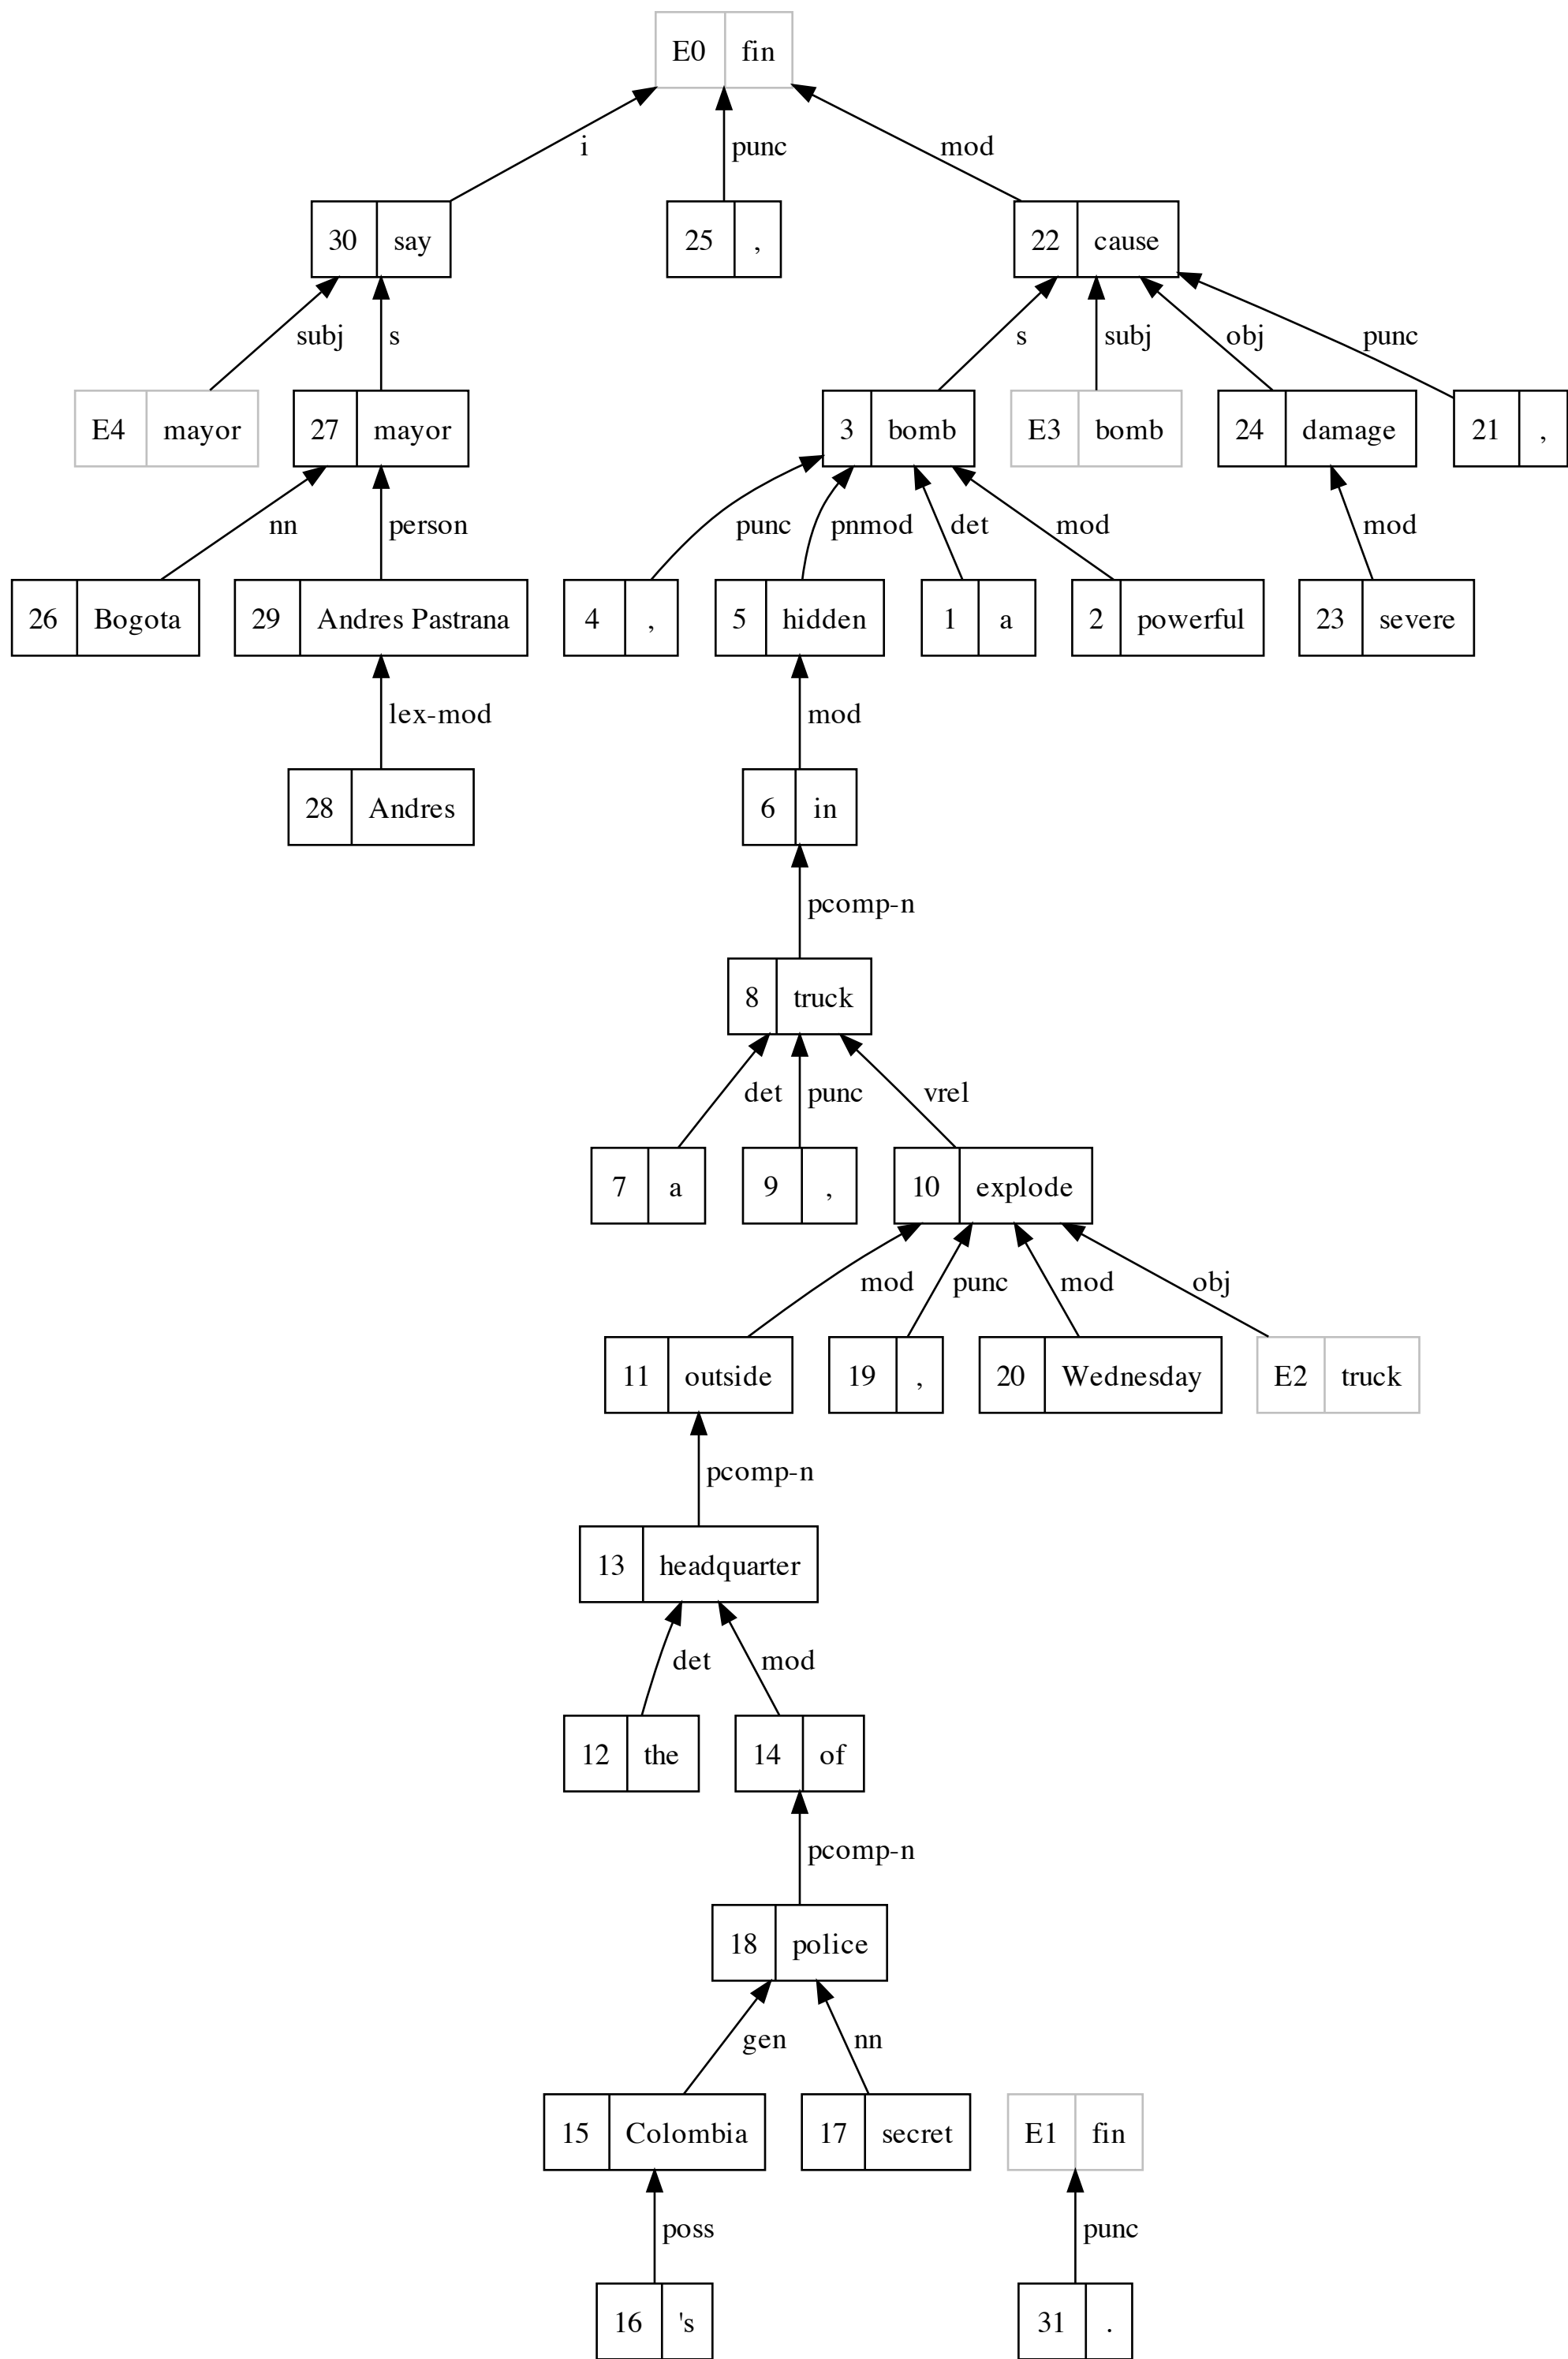 E0 fin
i punc mod
30 say 25 , 22 cause
subj s s subj obj punc
E4 mayor 27 mayor 3 bomb E3 bomb 24 damage 21 ,
nn person punc pnmod det mod mod
26 Bogota 29 Andres Pastrana 4 , 5 hidden 1 a 2 powerful 23 severe
lex-mod mod
28 Andres 6 in
pcomp-n
8 truck
det punc vrel
7 a 9 , 10 explode
mod punc mod obj
11 outside 19 , 20 Wednesday E2 truck
pcomp-n
13 headquarter
det mod
12 the 14 of
pcomp-n
18 police
gen nn
15 Colombia 17 secret E1 fin
poss punc
16 's 31 .